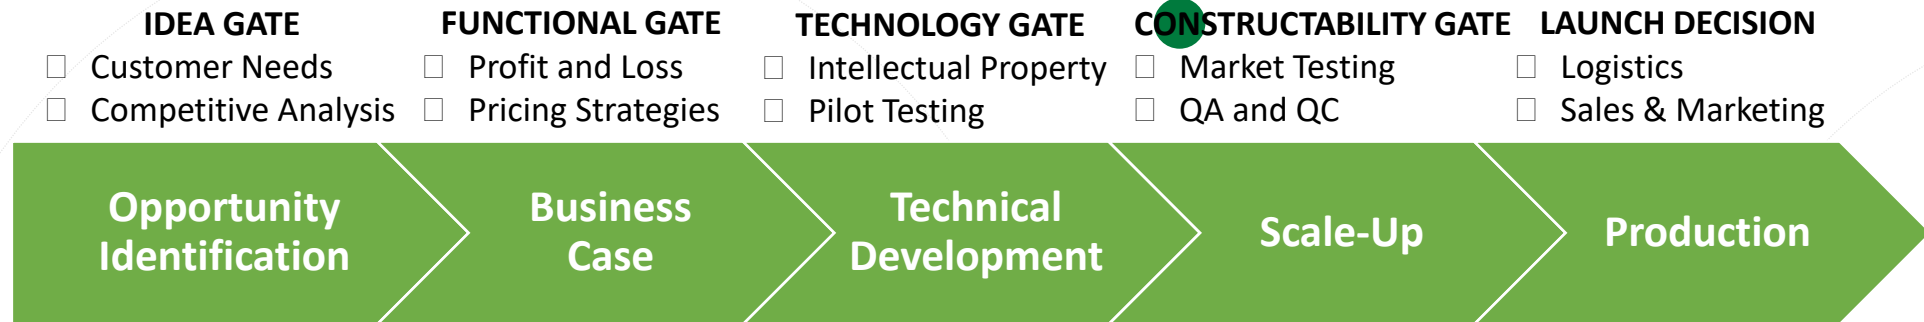 IDEA GATE
☐ Customer Needs
☐ Competitive Analysis
FUNCTIONAL GATE
☐ Profit and Loss
☐ Pricing Strategies
TECHNOLOGY GATE
☐ Intellectual Property
☐ Pilot Testing
CONSTRUCTABILITY GATE
☐ Market Testing
☐ QA and QC
LAUNCH DECISION
☐ Logistics
☐ Sales & Marketing
Opportunity
Identification
Business
Case
Technical
Development
Scale-Up
Production